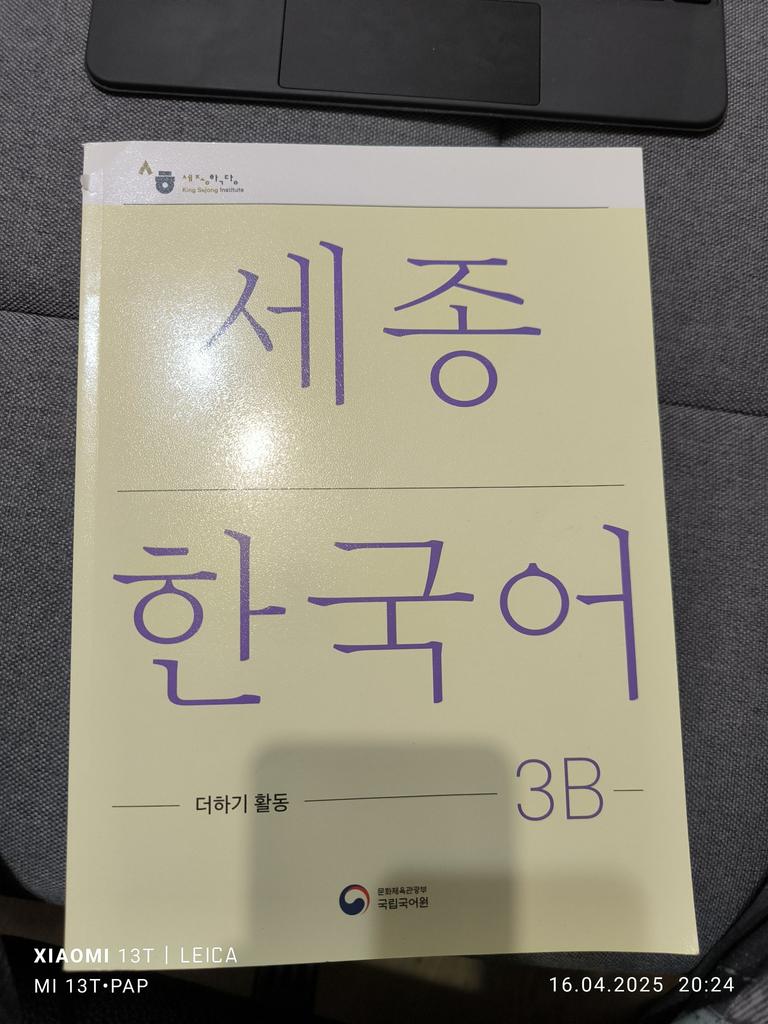 세종학당
King Sejong Institute
세종
한국어
더하기 활동
3B
문화체육관광부
국립국어원
XIAOMI 13T | LEICA
MI 13T•PAP
16.04.2025 20:24